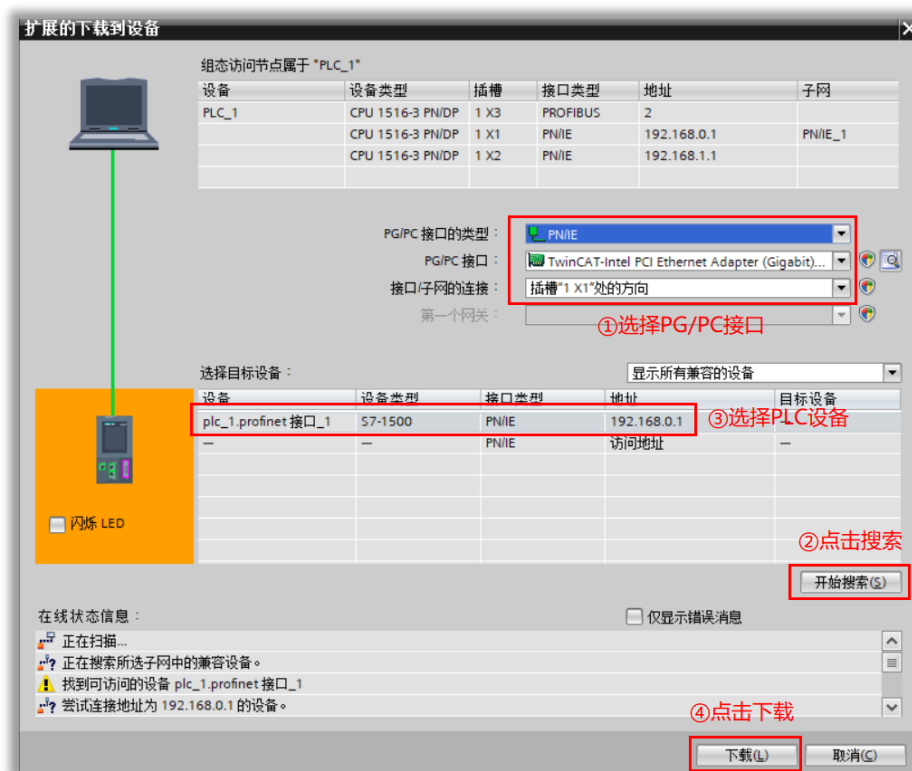 扩展的下载到设备
组态访问节点属于 "PLC_1"
设备 设备类型 插槽 接口类型 地址 子网
PLC_1 CPU 1516-3 PN/DP 1 X3 PROFIBUS 2
CPU 1516-3 PN/DP 1 X1 PN/IE 192.168.0.1 PN/IE_1
CPU 1516-3 PN/DP 1 X2 PN/IE 192.168.1.1
PG/PC 接口的类型： PN/IE
PG/PC 接口： TwinCAT-Intel PCI Ethernet Adapter (Gigabit)...
接口/子网的连接： 插槽"1 X1"处的方向
第一个网关：
①选择PG/PC接口
选择目标设备： 显示所有兼容的设备
设备 设备类型 接口类型 地址 目标设备
plc_1.profinet 接口_1 S7-1500 PN/IE 192.168.0.1 —
③选择PLC设备
— — PN/IE 访问地址 —
闪烁 LED
②点击搜索
开始搜索(S)
在线状态信息： 仅显示错误消息
正在扫描...
正在搜索所选子网中的兼容设备。
找到可访问的设备 plc_1.profinet 接口_1
尝试连接地址为 192.168.0.1 的设备。
④点击下载
下载(L) 取消(C)